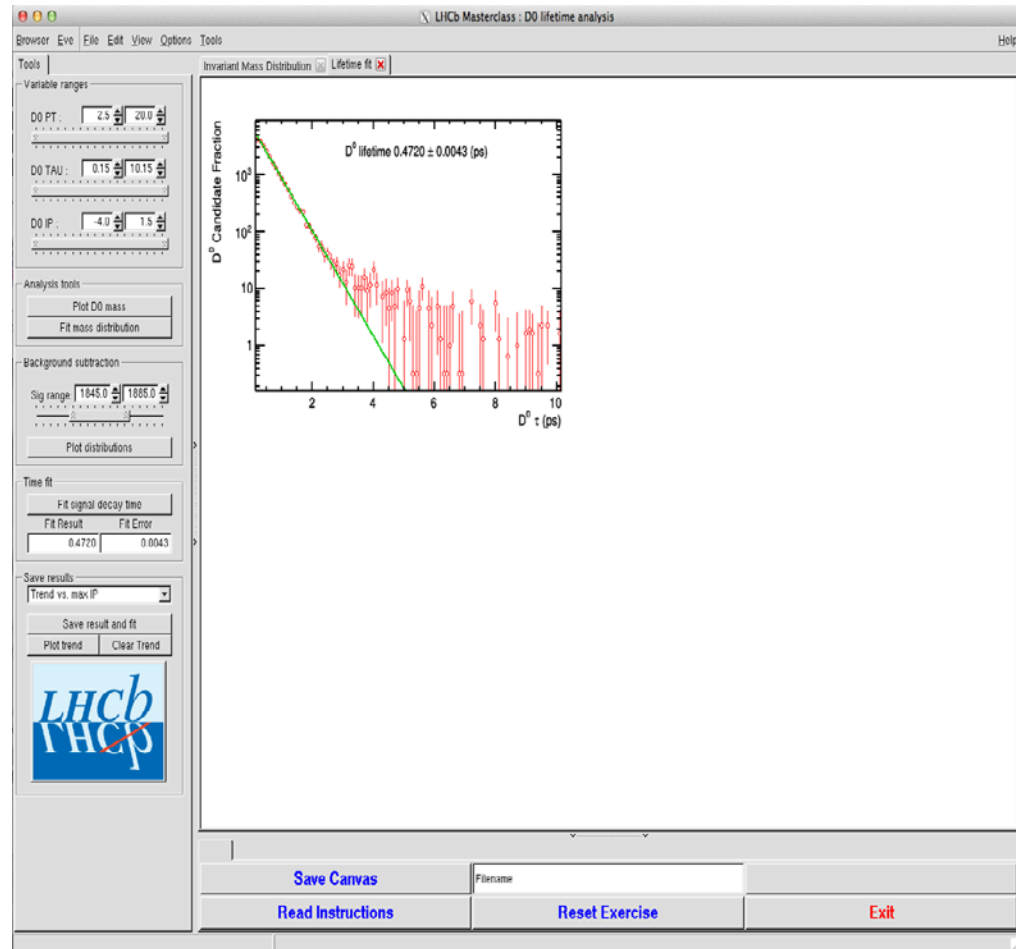 LHCb Masterclass : D0 lifetime analysis
Browser Eve File Edit View Options Tools Help
Tools
Invariant Mass Distribution Lifetime fit
Variable ranges
D0 PT : 2.5 20.0
D0 TAU : 0.15 10.15
D0 IP : -4.0 1.5
Analysis tools
Plot D0 mass
Fit mass distribution
Background subtraction
Sig range: 1845.0 1885.0
Plot distributions
Time fit
Fit signal decay time
Fit Result Fit Error
0.4720 0.0043
Save results
Trend vs. max IP
Save result and fit
Plot trend Clear Trend
LHCb
LHCb
D⁰ Candidate Fraction
D⁰ lifetime 0.4720 ± 0.0043 (ps)
10³
10²
10
1
2 4 6 8 10
D⁰ τ (ps)
Save Canvas Filename
Read Instructions Reset Exercise Exit